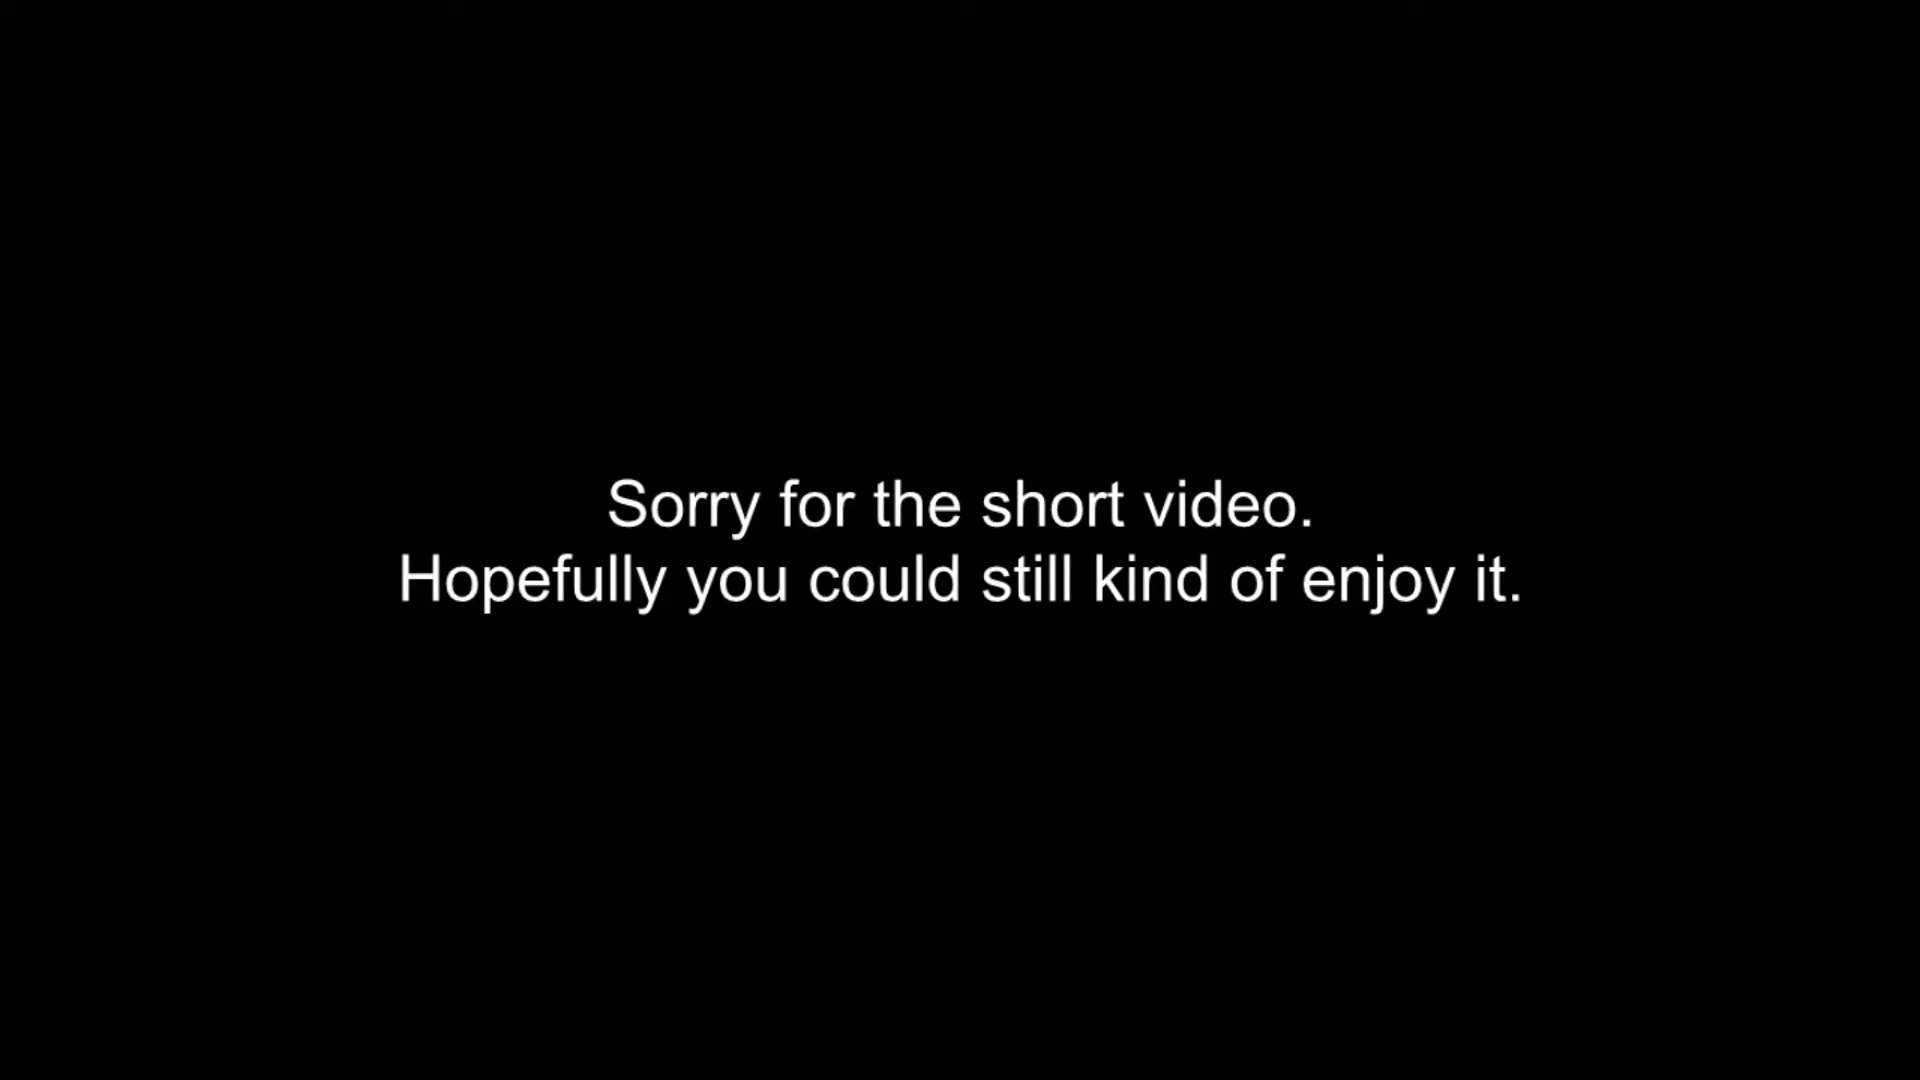 Sorry for the short video.
Hopefully you could still kind of enjoy it.